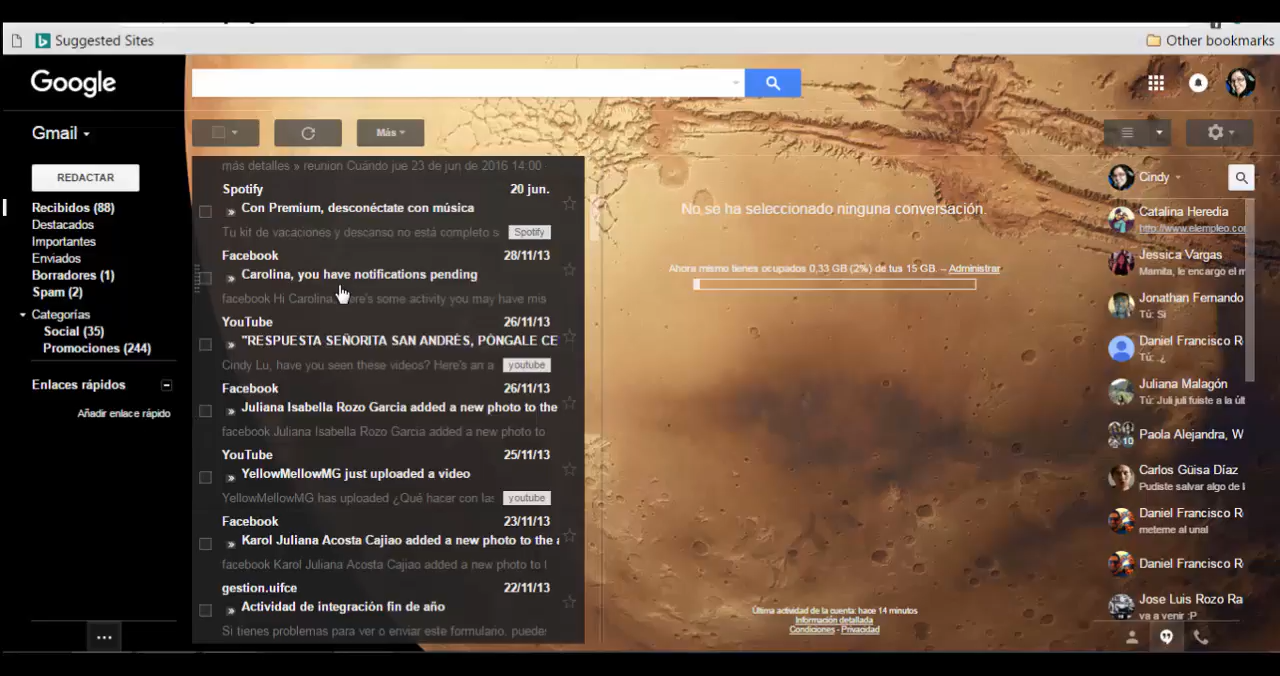 Suggested Sites
Other bookmarks
Google
Gmail
Más
REDACTAR
Recibidos (88)
Destacados
Importantes
Enviados
Borradores (1)
Spam (2)
Categorías
Social (35)
Promociones (244)
Enlaces rápidos
Añadir enlace rápido
más detalles » reunion Cuándo jue 23 de jun de 2016 14:00
Spotify 20 jun.
Con Premium, desconéctate con música
Tu kit de vacaciones y descanso no está completo s Spotify
Facebook 28/11/13
Carolina, you have notifications pending
facebook Hi Carolina, Here's some activity you may have mis
YouTube 26/11/13
"RESPUESTA SEÑORITA SAN ANDRÉS, PÓNGALE CE
Cindy Lu, have you seen these videos? Here's an a youtube
Facebook 26/11/13
Juliana Isabella Rozo Garcia added a new photo to the
facebook Juliana Isabella Rozo Garcia added a new photo to
YouTube 25/11/13
YellowMellowMG just uploaded a video
YellowMellowMG has uploaded ¿Qué hacer con las youtube
Facebook 23/11/13
Karol Juliana Acosta Cajiao added a new photo to the
facebook Karol Juliana Acosta Cajiao added a new photo to
gestion.uifce 22/11/13
Actividad de integración fin de año
Si tienes problemas para ver o enviar este formulario, puede
No se ha seleccionado ninguna conversación.
Ahora mismo tienes ocupados 0,33 GB (2%) de tus 15 GB. – Administrar
Última actividad de la cuenta: hace 14 minutos
Información detallada
Condiciones - Privacidad
Cindy
Catalina Heredia
http://www.elempleo.cor
Jessica Vargas
Mamita, le encargo el m
Jonathan Fernando
Tú: Si
Daniel Francisco R
Tú: ¿
Juliana Malagón
Tú: Juli juli fuiste a la últ
10 Paola Alejandra, W
Carlos Güisa Díaz
Pudiste salvar algo de l
Daniel Francisco R
meteme al unal
Daniel Francisco R
Jose Luis Rozo Ra
va a venir :P